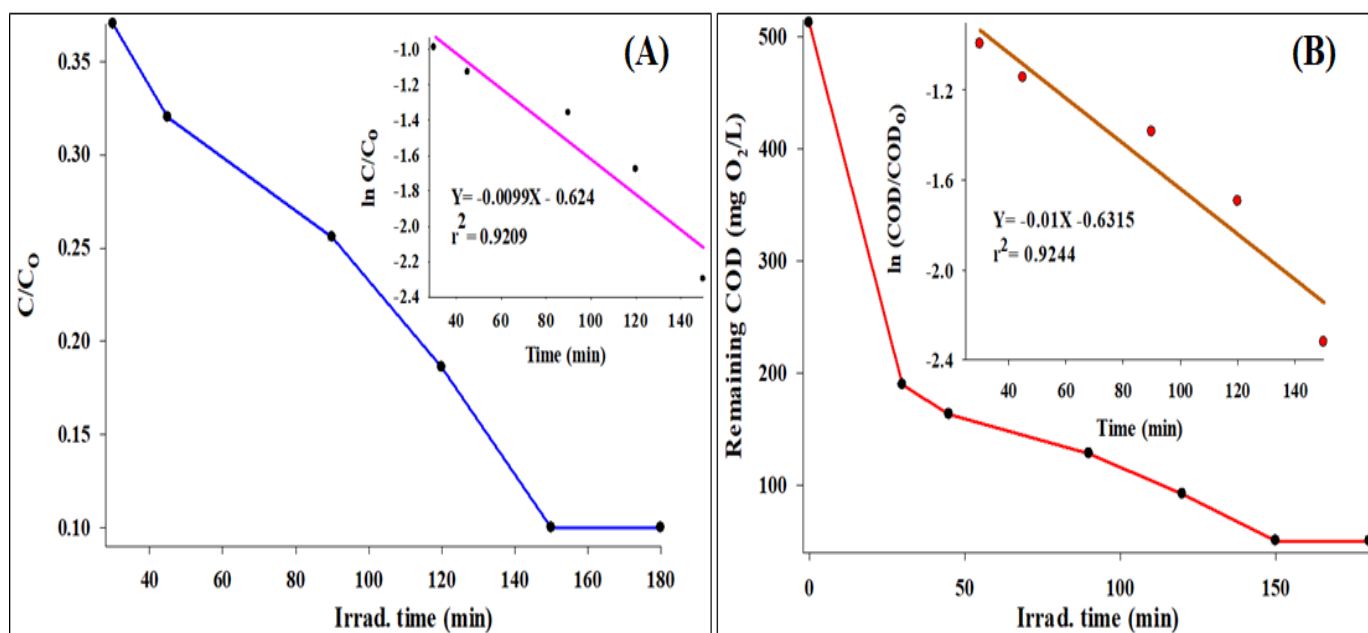 (A)
C/C₀
0.35
0.30
0.25
0.20
0.15
0.10
40 60 80 100 120 140 160 180
Irrad. time (min)
ln C/C₀
-1.0
-1.2
-1.4
-1.6
-1.8
-2.0
-2.2
-2.4
Y= -0.0099X - 0.624
r²= 0.9209
40 60 80 100 120 140
Time (min)
(B)
Remaining COD (mg O₂/L)
500
400
300
200
100
0 50 100 150
Irrad. time (min)
ln (COD/COD₀)
-1.2
-1.6
-2.0
-2.4
Y= -0.01X -0.6315
r²= 0.9244
40 60 80 100 120 140
Time (min)